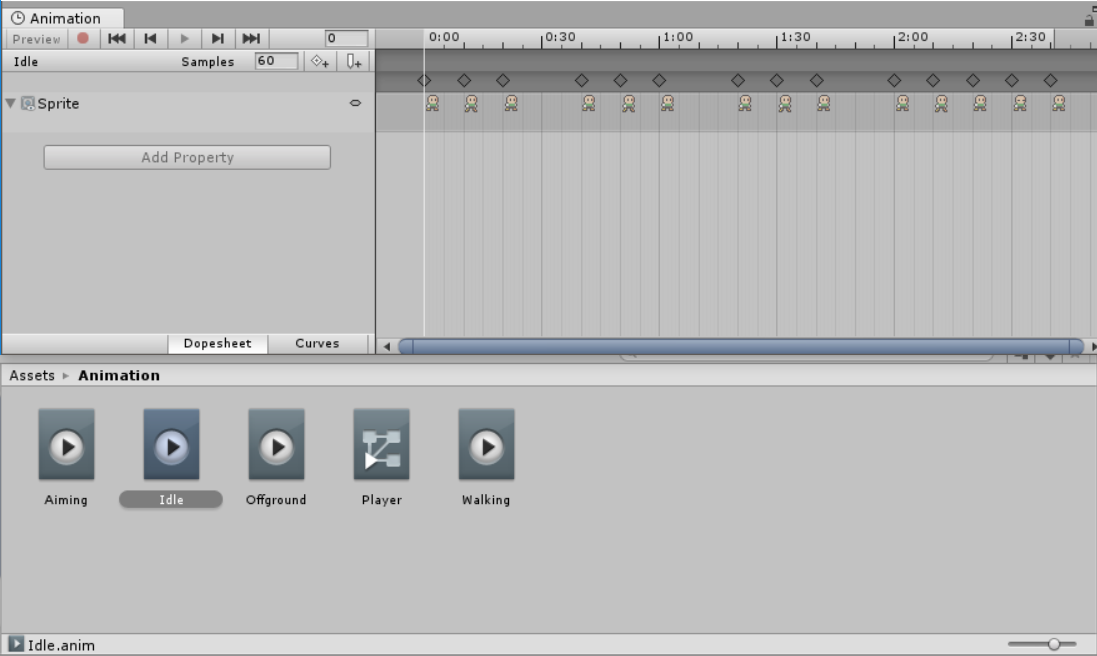 Animation
Preview 0 0:00 0:30 1:00 1:30 2:00 2:30
Idle Samples 60
Sprite
Add Property
Dopesheet Curves
Assets Animation
Aiming Idle Offground Player Walking
Idle.anim